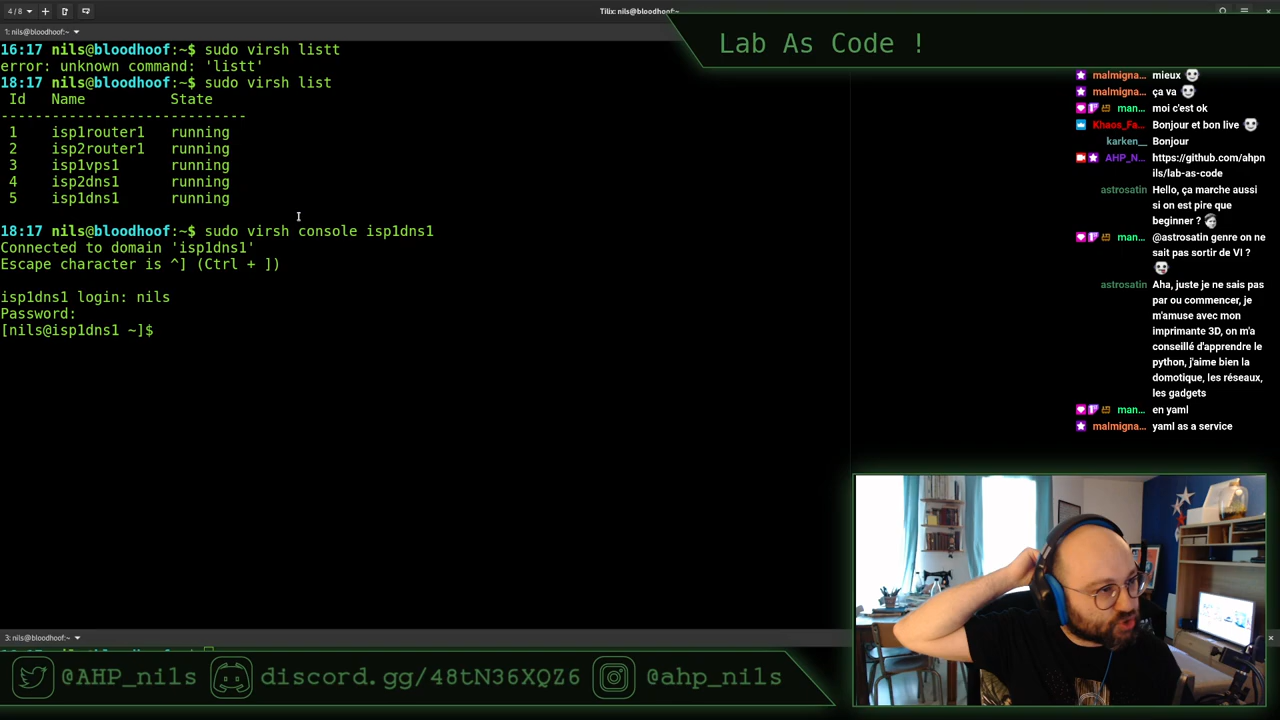 4 / 8
Tilix: nils@bloodhoof:~
1: nils@bloodhoof:~
Lab As Code !
16:17 nils@bloodhoof:~$ sudo virsh listt
error: unknown command: 'listt'
18:17 nils@bloodhoof:~$ sudo virsh list
Id Name State
----------------------------
1 isp1router1 running
2 isp2router1 running
3 isp1vps1 running
4 isp2dns1 running
5 isp1dns1 running
18:17 nils@bloodhoof:~$ sudo virsh console isp1dns1
Connected to domain 'isp1dns1'
Escape character is ^] (Ctrl + ])
isp1dns1 login: nils
Password:
[nils@isp1dns1 ~]$
malmigna... mieux
malmigna... ça va
man... moi c'est ok
Khaos_Fa... Bonjour et bon live
karken__ Bonjour
AHP_N... https://github.com/ahpn
ils/lab-as-code
astrosatin Hello, ça marche aussi
si on est pire que
beginner ?
man... @astrosatin genre on ne
sait pas sortir de VI ?
astrosatin Aha, juste je ne sais pas
par ou commencer, je
m'amuse avec mon
imprimante 3D, on m'a
conseillé d'apprendre le
python, j'aime bien la
domotique, les réseaux,
les gadgets
man... en yaml
malmigna... yaml as a service
3: nils@bloodhoof:~
@AHP_nils discord.gg/48tN36XQZ6 @ahp_nils